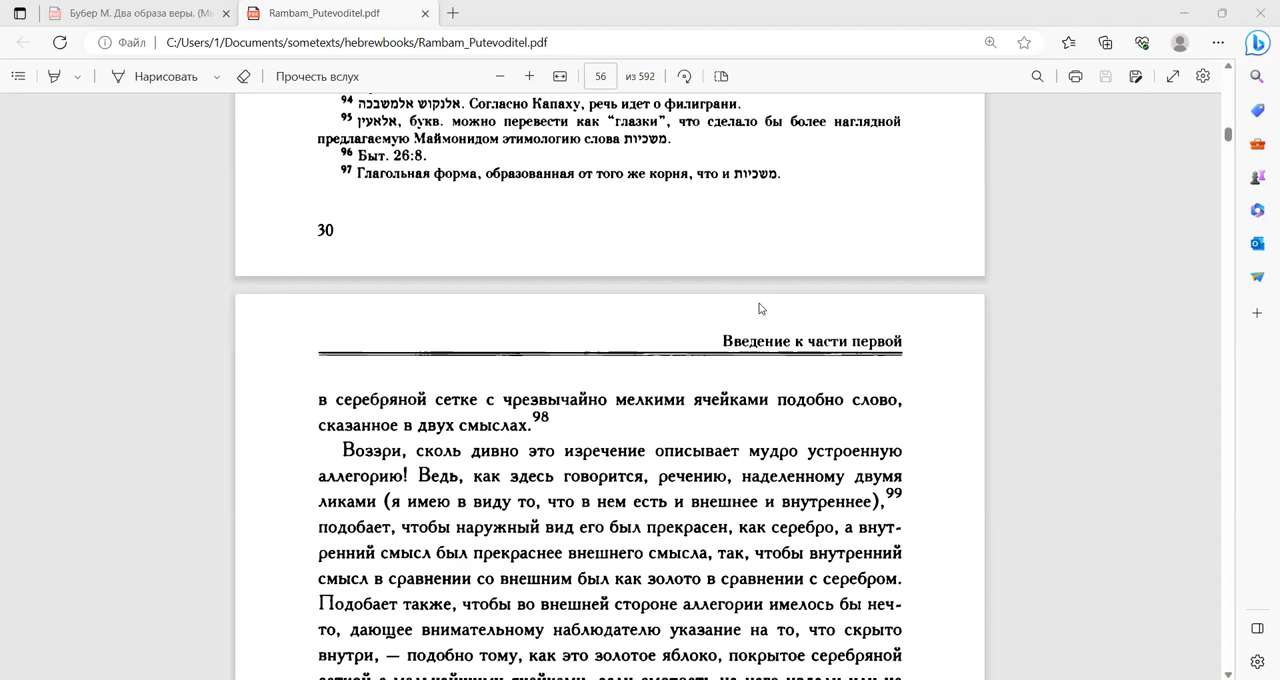 Бубер М. Два образа веры. (М
Rambam_Putevoditel.pdf
Файл
C:/Users/1/Documents/sometexts/hebrewbooks/Rambam_Putevoditel.pdf
Нарисовать
Прочесть вслух
56 из 592
94 אלנקוש אלמשבכה. Согласно Капаху, речь идет о филиграни.
95 אלאעין, букв. можно перевести как “глазки”, что сделало бы более наглядной
предлагаемую Маймонидом этимологию слова משכיות.
96 Быт. 26:8.
97 Глагольная форма, образованная от того же корня, что и משכיות.
30
Введение к части первой
в серебряной сетке с чрезвычайно мелкими ячейками подобно слово,
сказанное в двух смыслах.98
Воззри, сколь дивно это изречение описывает мудро устроенную
аллегорию! Ведь, как здесь говорится, речению, наделенному двумя
ликами (я имею в виду то, что в нем есть и внешнее и внутреннее),99
подобает, чтобы наружный вид его был прекрасен, как серебро, а внут-
ренний смысл был прекраснее внешнего смысла, так, чтобы внутренний
смысл в сравнении со внешним был как золото в сравнении с серебром.
Подобает также, чтобы во внешней стороне аллегории имелось бы неч-
то, дающее внимательному наблюдателю указание на то, что скрыто
внутри, — подобно тому, как это золотое яблоко, покрытое серебряной